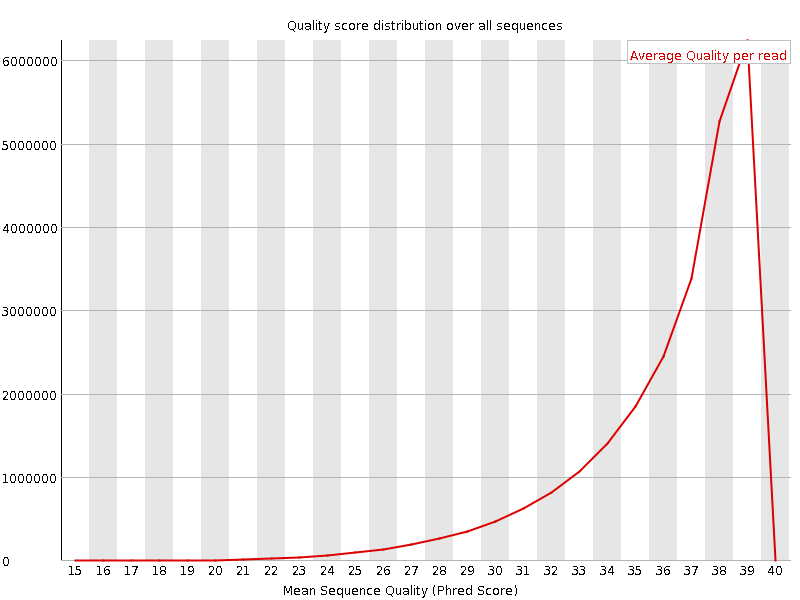 Quality score distribution over all sequences
Average Quality per read
6000000
5000000
4000000
3000000
2000000
1000000
0
15 16 17 18 19 20 21 22 23 24 25 26 27 28 29 30 31 32 33 34 35 36 37 38 39 40
Mean Sequence Quality (Phred Score)